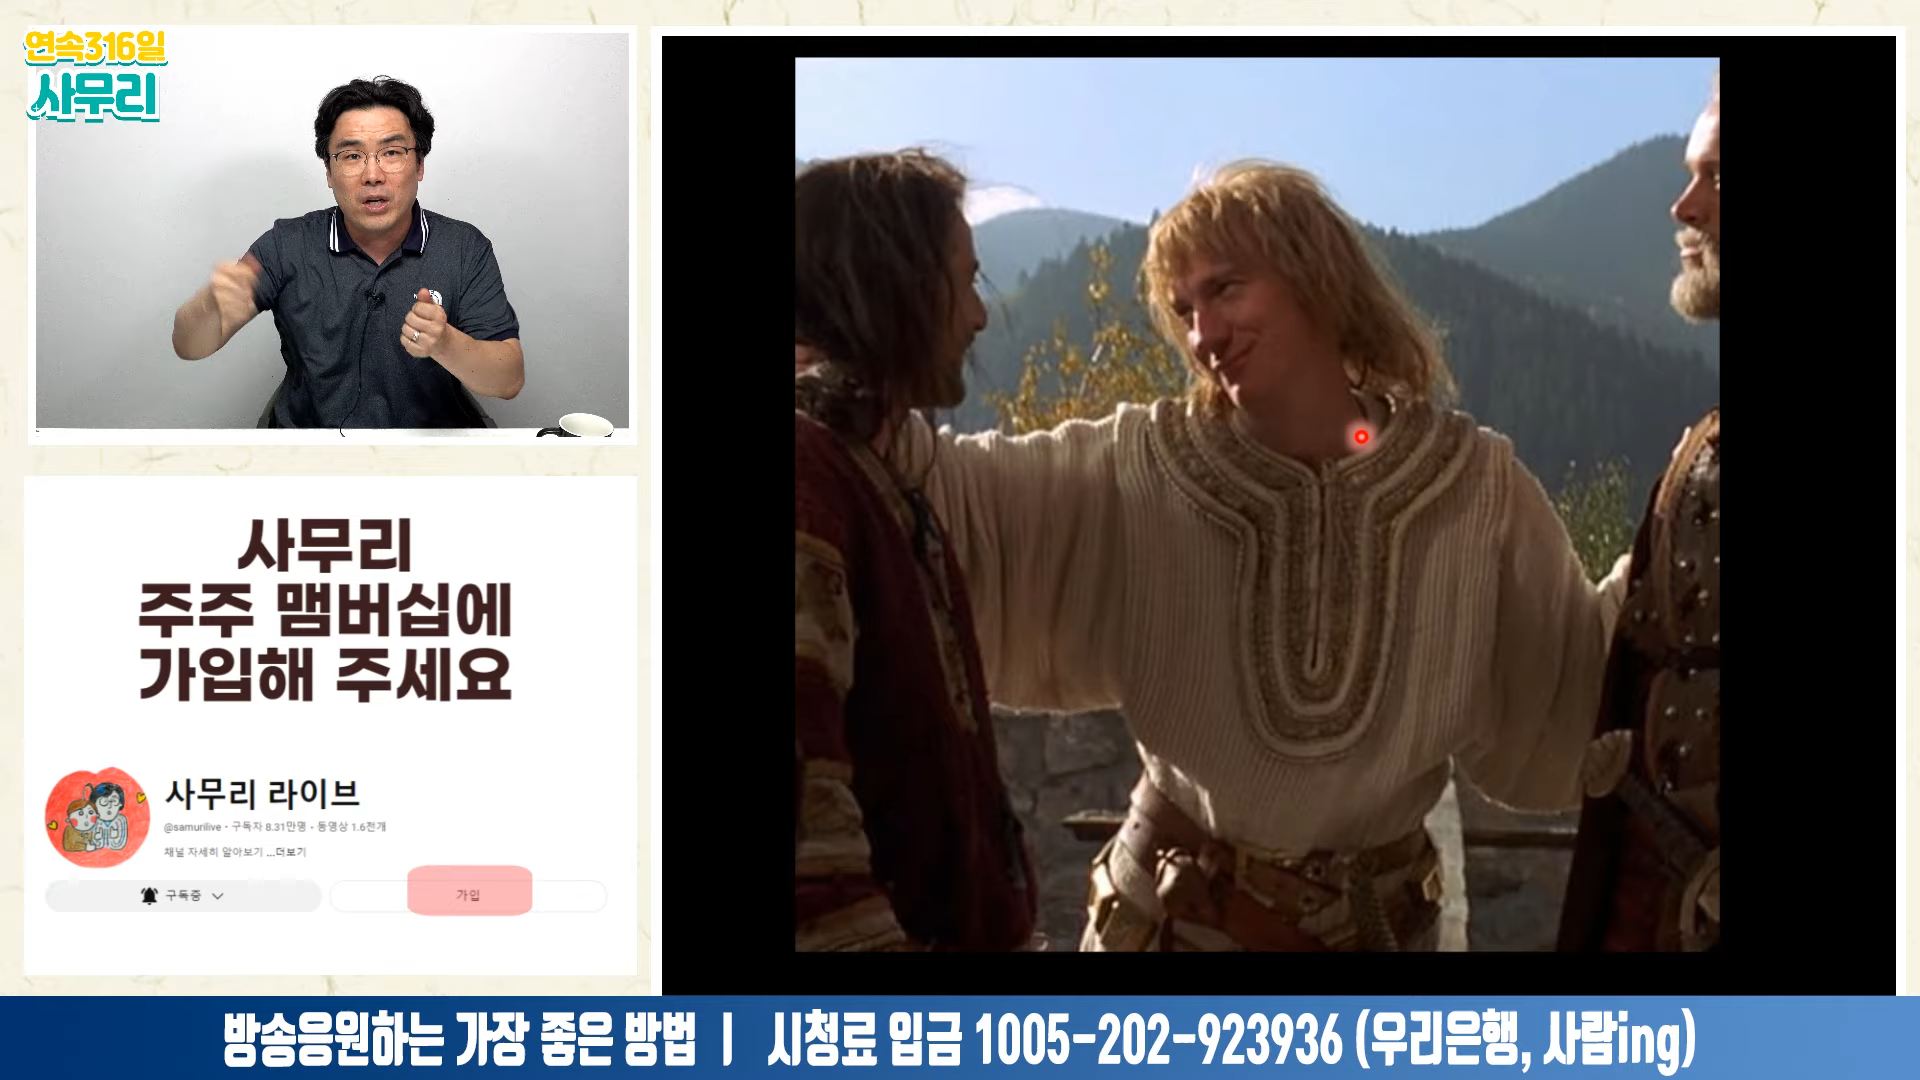 연속316일
사무리
사무리
주주 맴버십에
가입해 주세요
사무리 라이브
@samurilive • 구독자 8.31만명 • 동영상 1.6천개
채널 자세히 알아보기 ...더보기
구독중
가입
방송응원하는 가장 좋은 방법 | 시청료 입금 1005-202-923936 (우리은행, 사람ing)